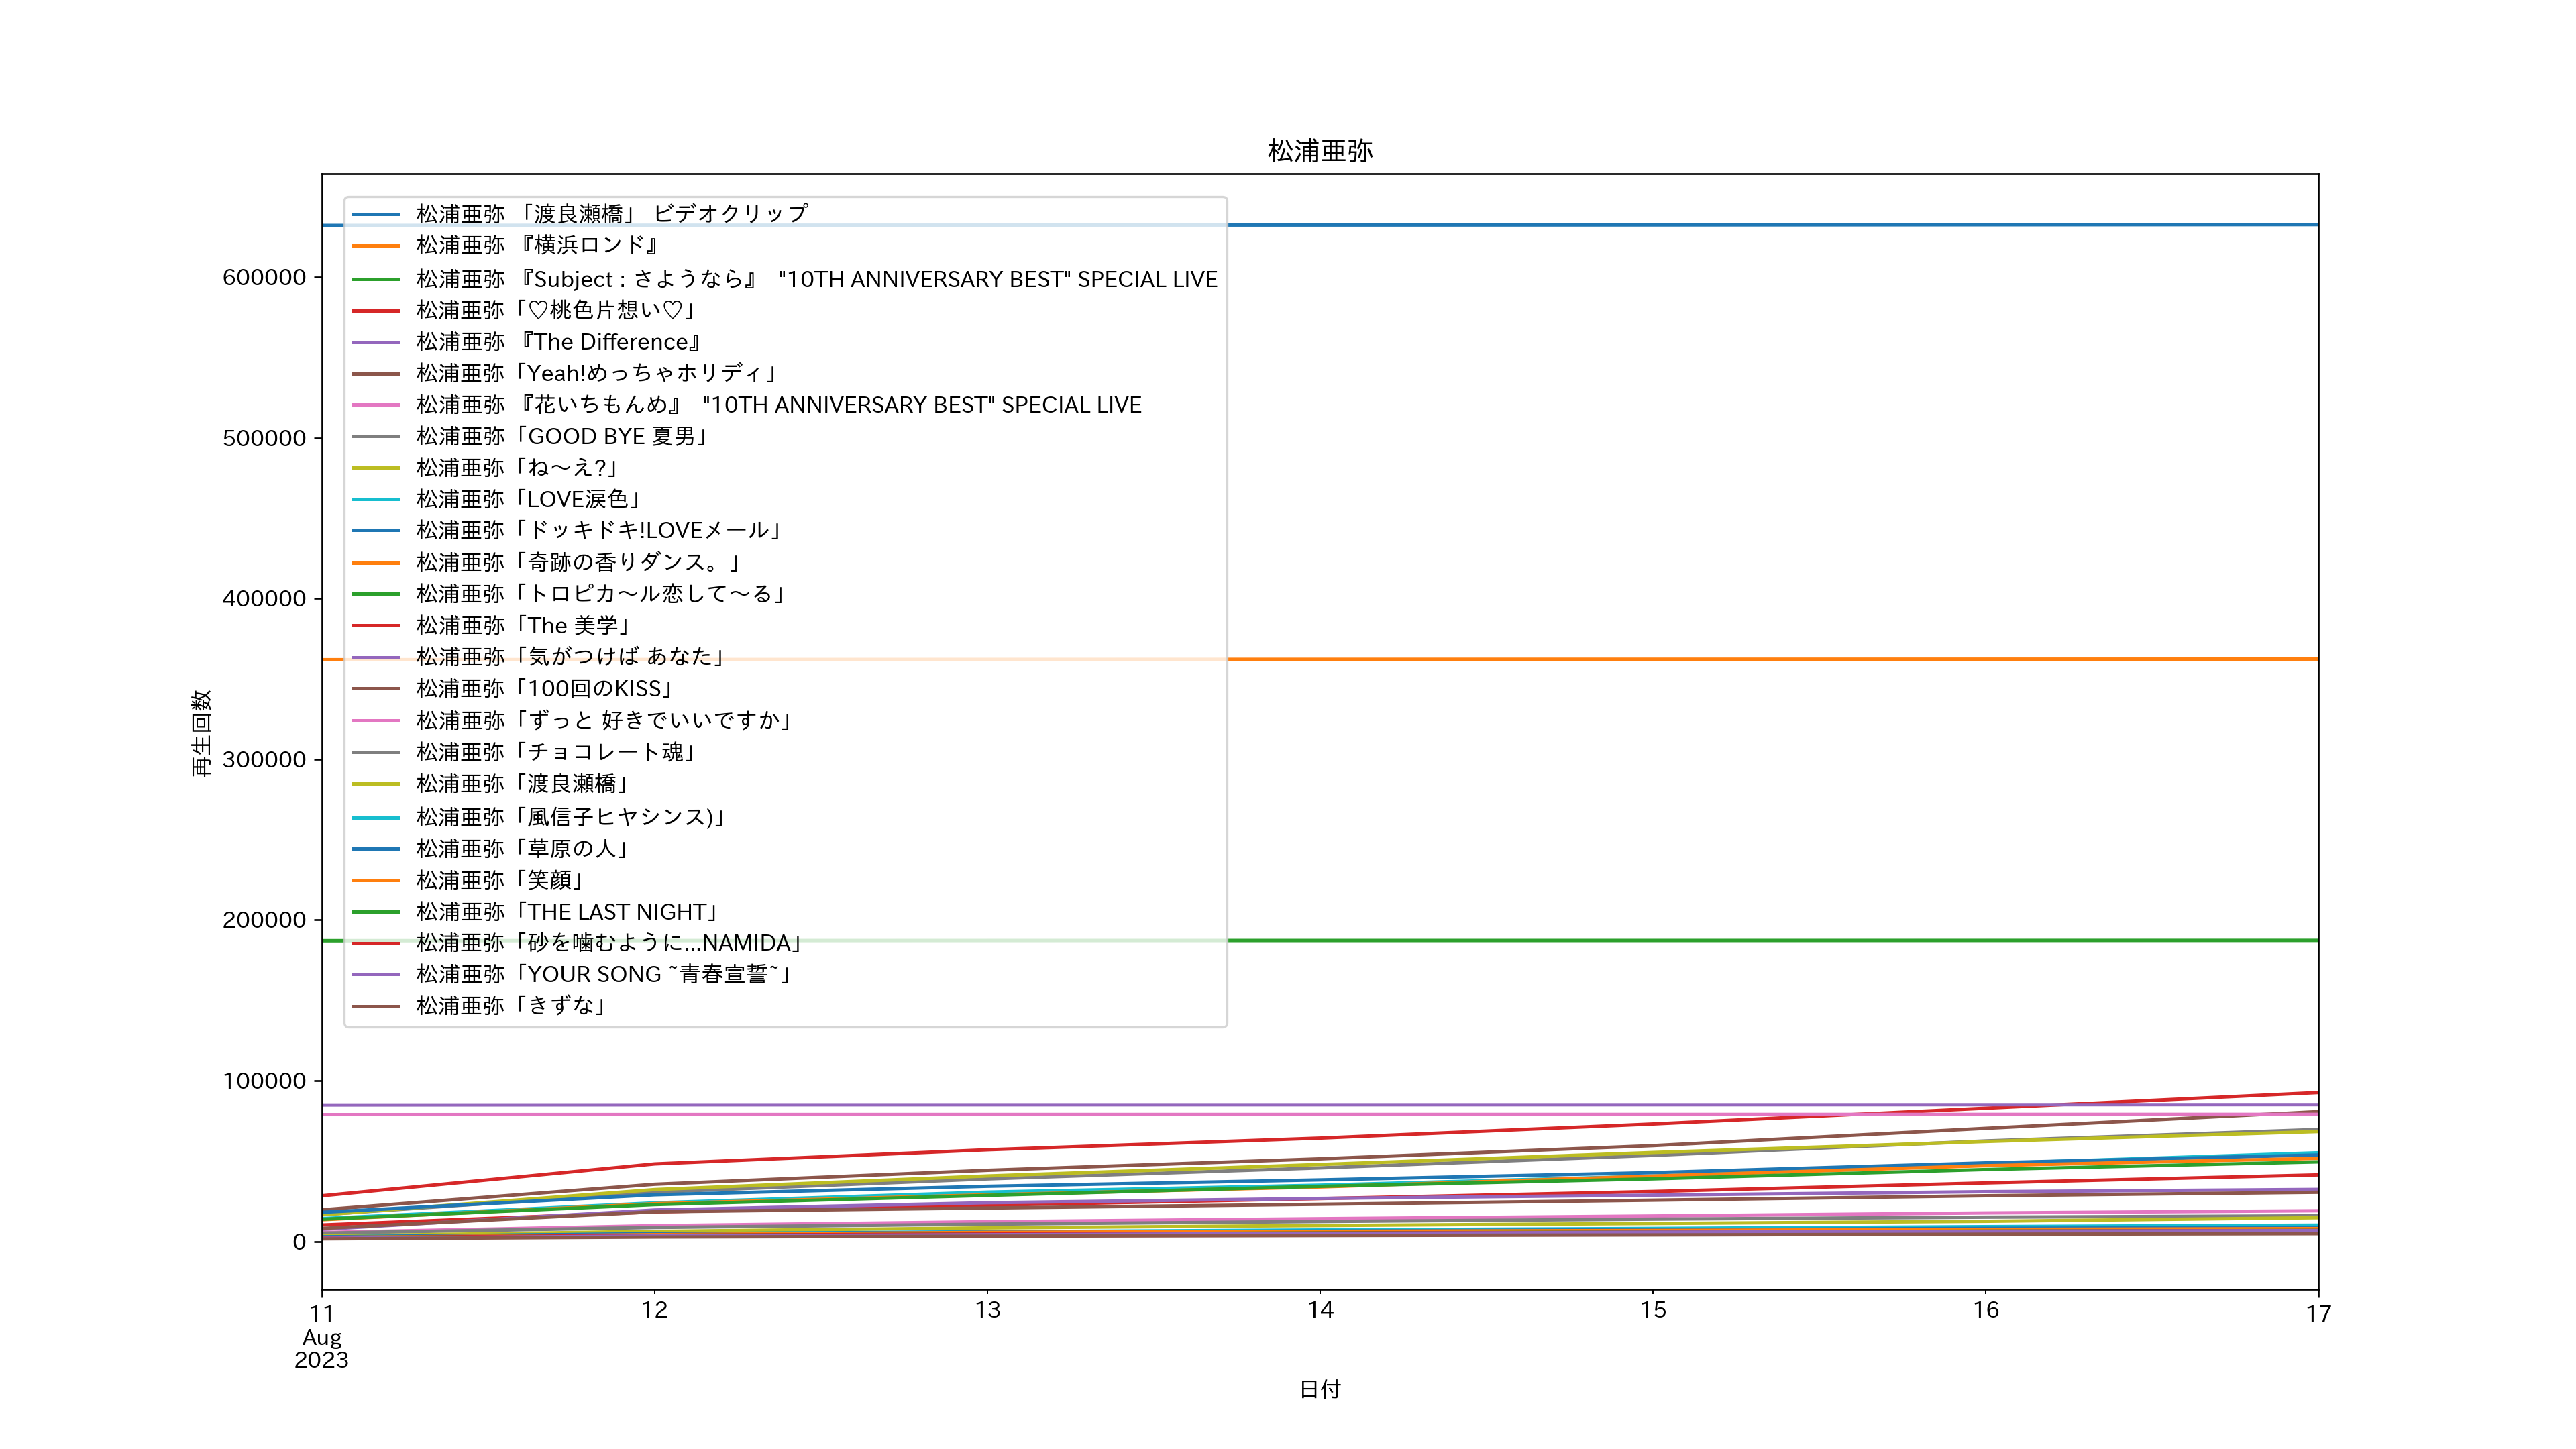 松浦亜弥
松浦亜弥 「渡良瀬橋」 ビデオクリップ
松浦亜弥 『横浜ロンド』
松浦亜弥 『Subject : さようなら』 "10TH ANNIVERSARY BEST" SPECIAL LIVE
松浦亜弥「♡桃色片想い♡」
松浦亜弥 『The Difference』
松浦亜弥「Yeah!めっちゃホリディ」
松浦亜弥 『花いちもんめ』 "10TH ANNIVERSARY BEST" SPECIAL LIVE
松浦亜弥「GOOD BYE 夏男」
松浦亜弥「ね〜え?」
松浦亜弥「LOVE涙色」
松浦亜弥「ドッキドキ!LOVEメール」
松浦亜弥「奇跡の香りダンス。」
松浦亜弥「トロピカ〜ル恋して〜る」
松浦亜弥「The 美学」
松浦亜弥「気がつけば あなた」
松浦亜弥「100回のKISS」
松浦亜弥「ずっと 好きでいいですか」
松浦亜弥「チョコレート魂」
松浦亜弥「渡良瀬橋」
松浦亜弥「風信子ヒヤシンス)」
松浦亜弥「草原の人」
松浦亜弥「笑顔」
松浦亜弥「THE LAST NIGHT」
松浦亜弥「砂を噛むように…NAMIDA」
松浦亜弥「YOUR SONG ~青春宣誓~」
松浦亜弥「きずな」
再生回数
600000
500000
400000
300000
200000
100000
0
11 12 13 14 15 16 17
Aug
2023
日付